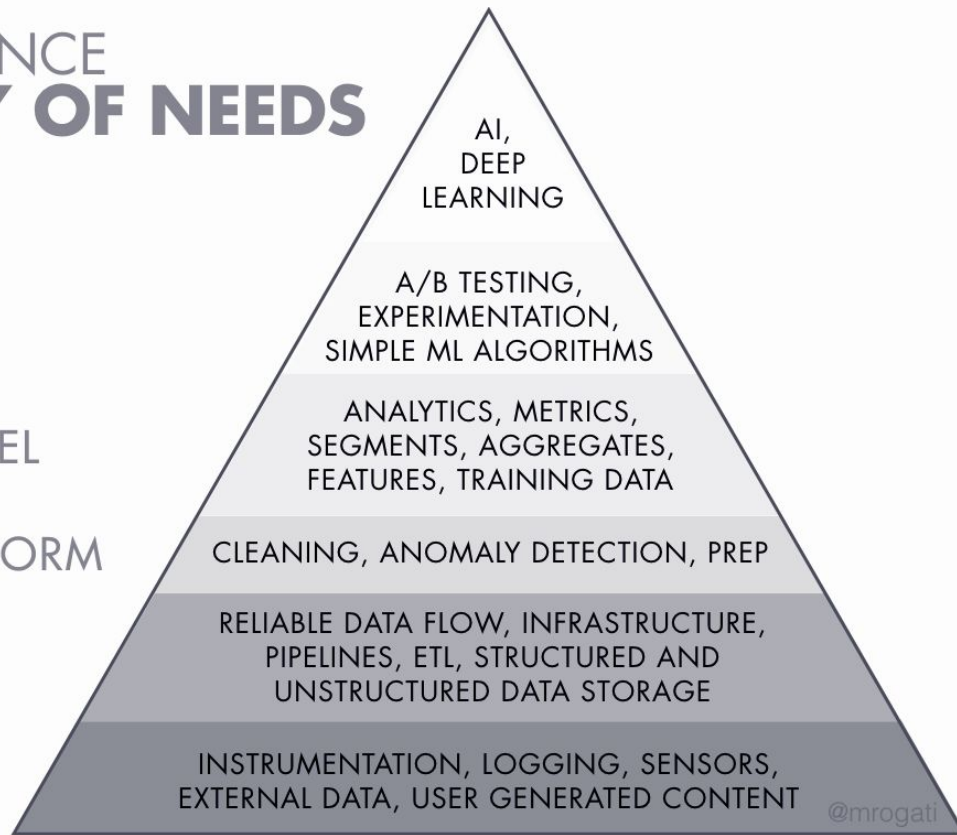 NCE
Y OF NEEDS
AI,
DEEP
LEARNING
A/B TESTING,
EXPERIMENTATION,
SIMPLE ML ALGORITHMS
EL
ANALYTICS, METRICS,
SEGMENTS, AGGREGATES,
FEATURES, TRAINING DATA
ORM
CLEANING, ANOMALY DETECTION, PREP
RELIABLE DATA FLOW, INFRASTRUCTURE,
PIPELINES, ETL, STRUCTURED AND
UNSTRUCTURED DATA STORAGE
INSTRUMENTATION, LOGGING, SENSORS,
EXTERNAL DATA, USER GENERATED CONTENT
@mrogati